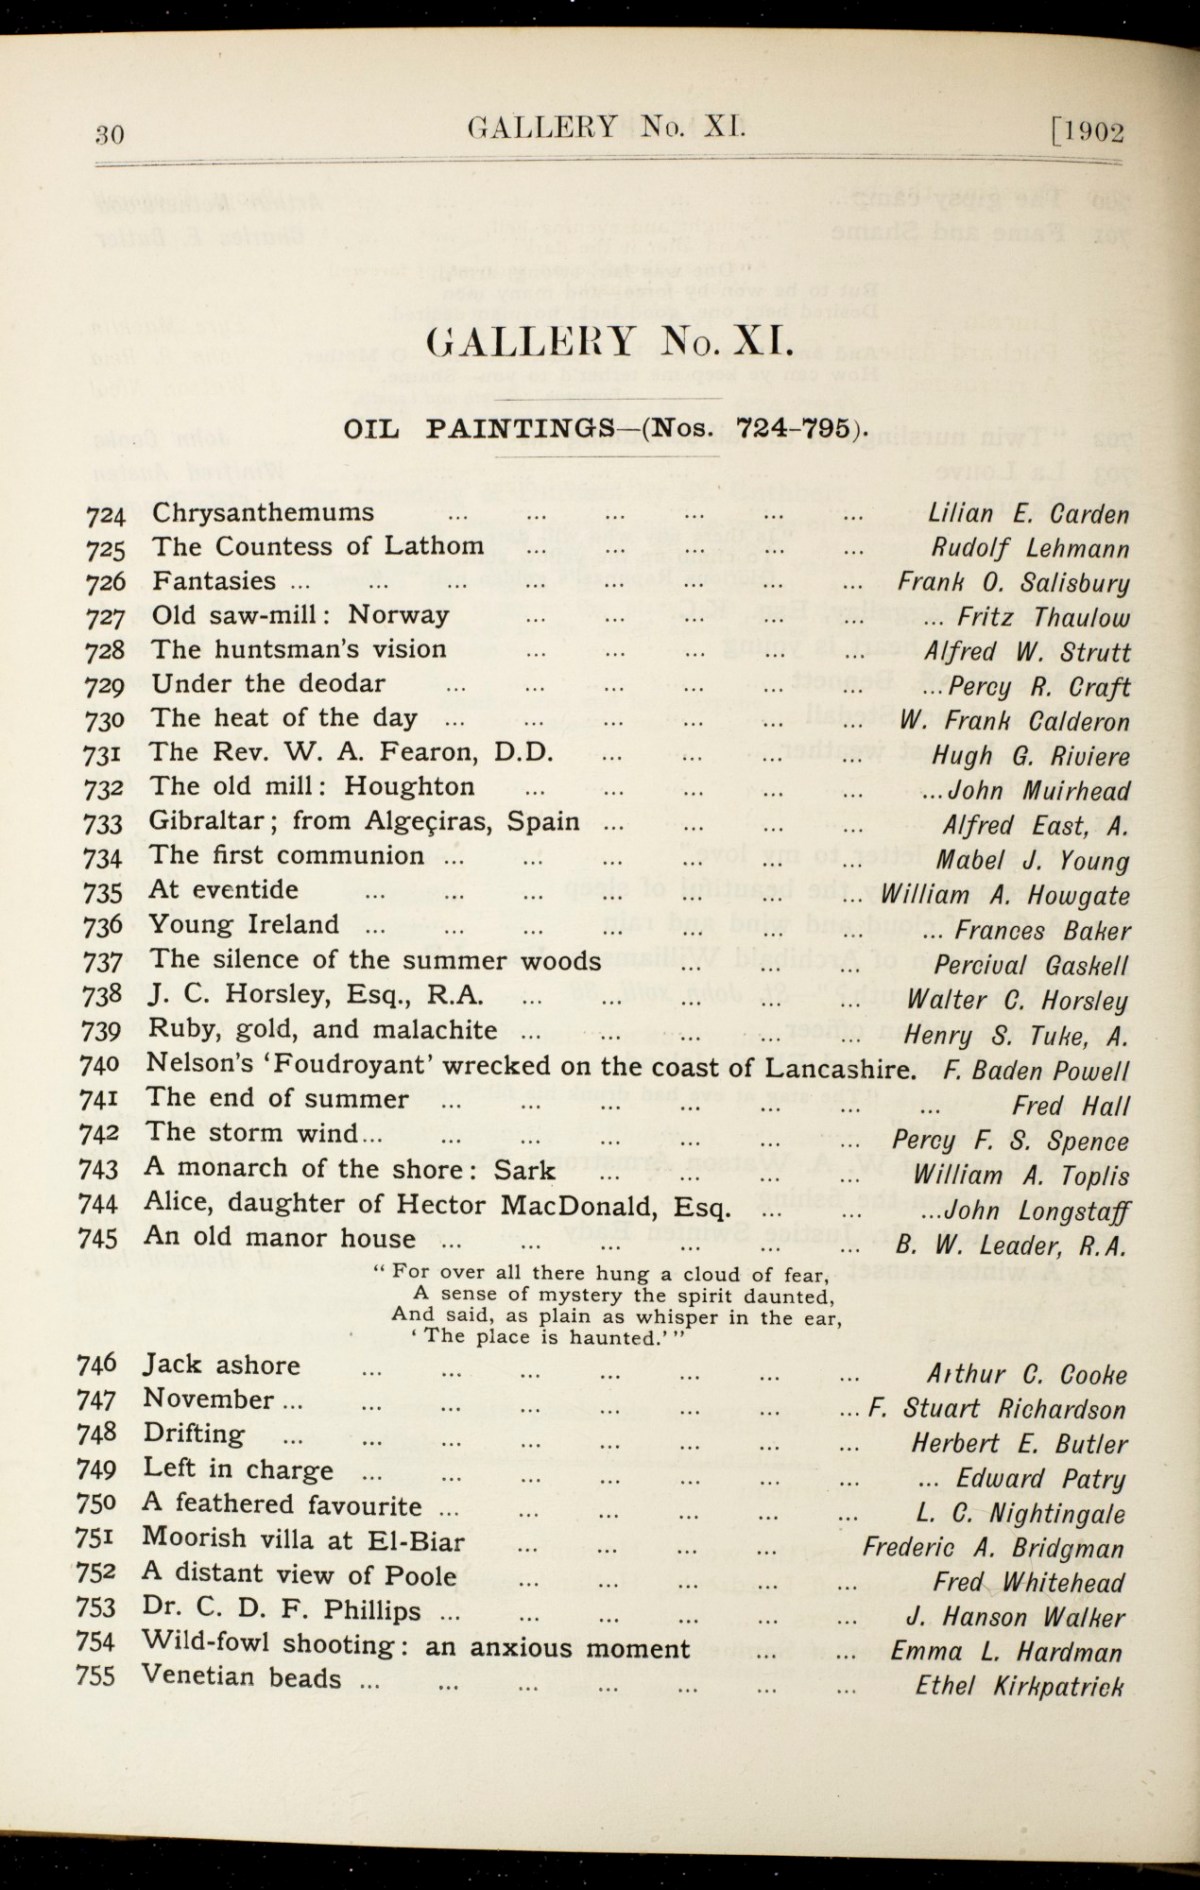 30 GALLERY No. XI. [1902
GALLERY No. XI.
OIL PAINTINGS—(Nos. 724-795).
724 Chrysanthemums ... ... ... ... ... ... Lilian E. Carden
725 The Countess of Lathom ... ... ... ... ... Rudolf Lehmann
726 Fantasies ... ... ... ... ... ... ... ... Frank O. Salisbury
727 Old saw-mill: Norway ... ... ... ... ... ... Fritz Thaulow
728 The huntsman's vision ... ... ... ... ... Alfred W. Strutt
729 Under the deodar ... ... ... ... ... ... ...Percy R. Craft
730 The heat of the day ... ... ... ... ... ... W. Frank Calderon
731 The Rev. W. A. Fearon, D.D. ... ... ... ... Hugh G. Riviere
732 The old mill: Houghton ... ... ... ... ... ...John Muirhead
733 Gibraltar; from Algeçiras, Spain ... ... ... ... Alfred East, A.
734 The first communion ... ... ... ... ... ... Mabel J. Young
735 At eventide ... ... ... ... ... ... ... William A. Howgate
736 Young Ireland ... ... ... ... ... ... ... ... Frances Baker
737 The silence of the summer woods ... ... ... Percival Gaskell
738 J. C. Horsley, Esq., R.A. ... ... ... ... ... Walter C. Horsley
739 Ruby, gold, and malachite ... ... ... ... ... Henry S. Tuke, A.
740 Nelson's 'Foudroyant' wrecked on the coast of Lancashire. F. Baden Powell
741 The end of summer ... ... ... ... ... ... ... Fred Hall
742 The storm wind... ... ... ... ... ... ... Percy F. S. Spence
743 A monarch of the shore: Sark ... ... ... ... William A. Toplis
744 Alice, daughter of Hector MacDonald, Esq. ... ... ...John Longstaff
745 An old manor house ... ... ... ... ... ... B. W. Leader, R.A.
"For over all there hung a cloud of fear,
A sense of mystery the spirit daunted,
And said, as plain as whisper in the ear,
'The place is haunted.'"
746 Jack ashore ... ... ... ... ... ... ... Arthur C. Cooke
747 November ... ... ... ... ... ... ... ... F. Stuart Richardson
748 Drifting ... ... ... ... ... ... ... ... Herbert E. Butler
749 Left in charge ... ... ... ... ... ... ... ... Edward Patry
750 A feathered favourite ... ... ... ... ... ... L. C. Nightingale
751 Moorish villa at El-Biar ... ... ... ... Frederic A. Bridgman
752 A distant view of Poole ... ... ... ... ... Fred Whitehead
753 Dr. C. D. F. Phillips ... ... ... ... ... ... J. Hanson Walker
754 Wild-fowl shooting: an anxious moment ... ... Emma L. Hardman
755 Venetian beads ... ... ... ... ... ... ... Ethel Kirkpatrick